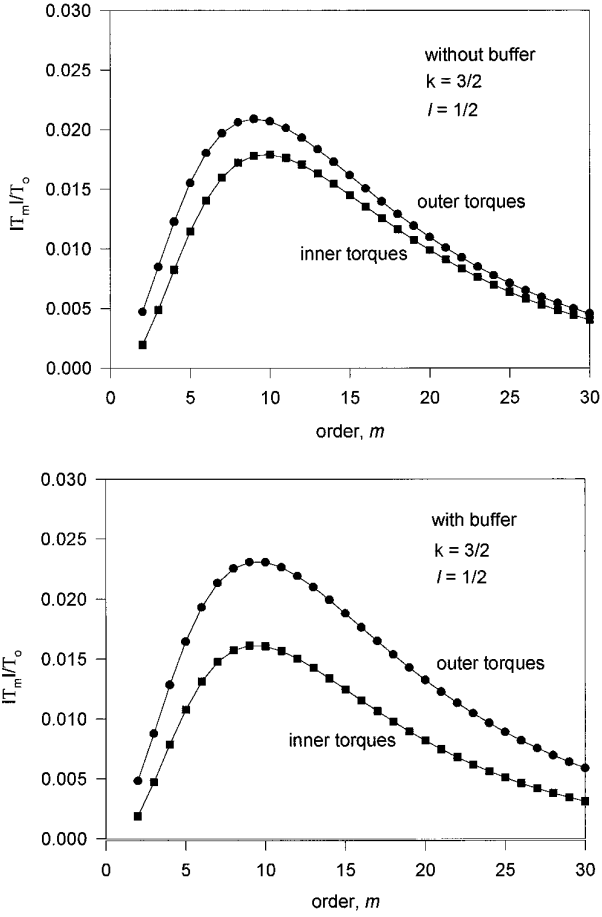 0.030
without buffer
k = 3/2
0.025
l = 1/2
0.020
|Tm|/To
0.015
outer torques
0.010
inner torques
0.005
0.000
0 5 10 15 20 25 30
order, m
0.030
with buffer
k = 3/2
0.025
l = 1/2
0.020
|Tm|/To
0.015
outer torques
0.010
inner torques
0.005
0.000
0 5 10 15 20 25 30
order, m